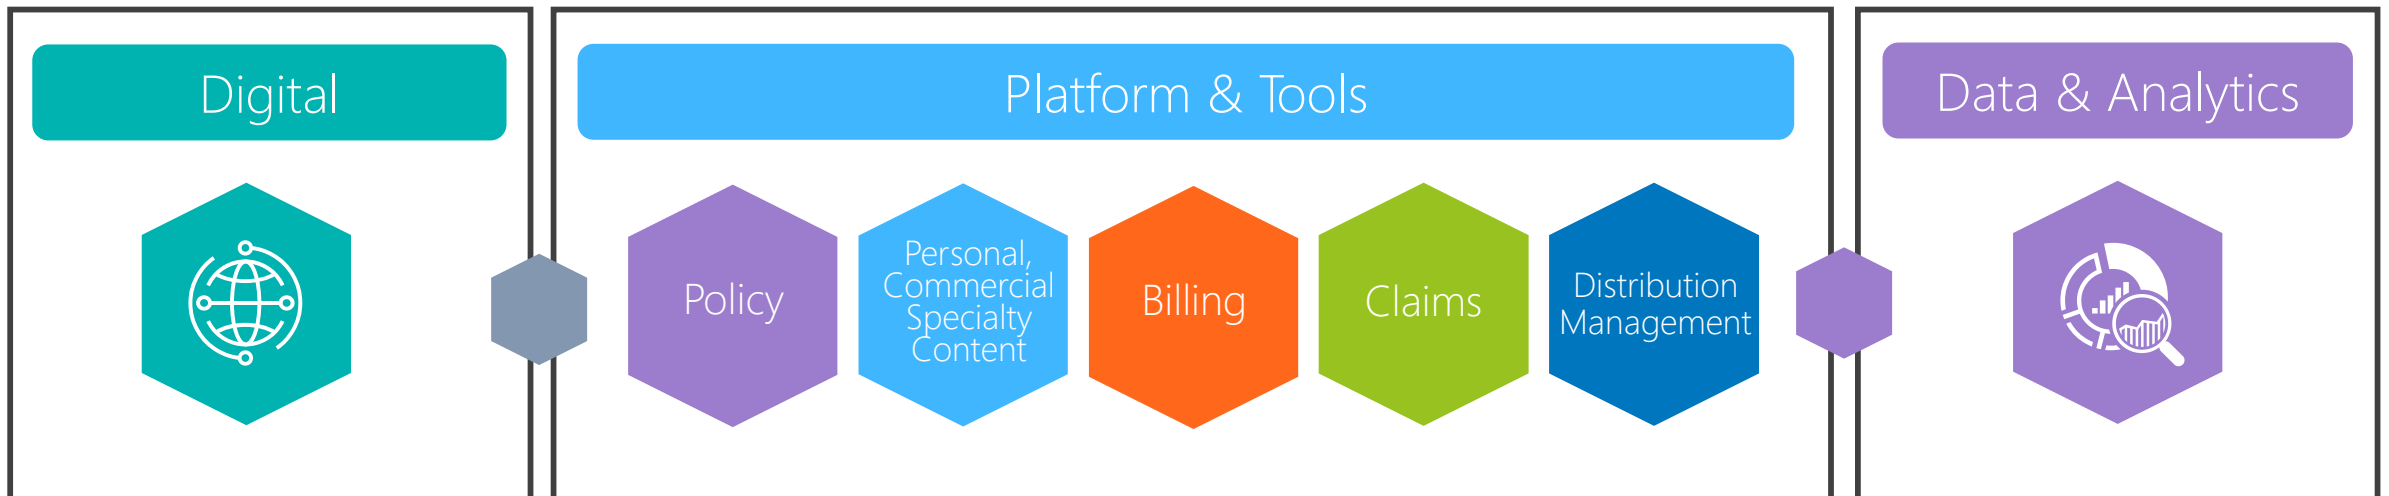 Digital
Platform & Tools
Data & Analytics
Policy
Personal,
Commercial
Specialty
Content
Billing
Claims
Distribution
Management